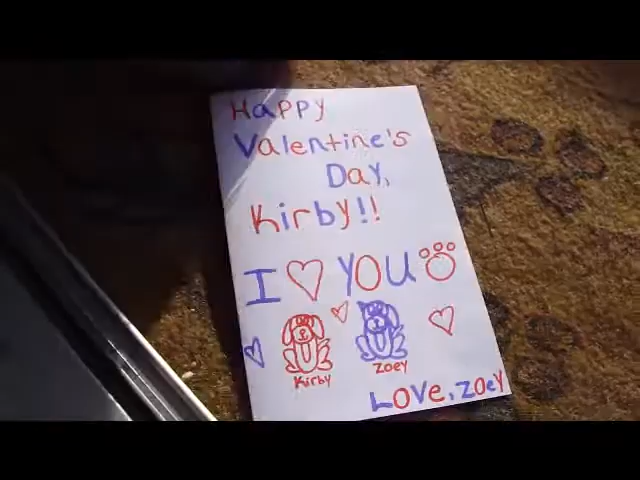 Happy
Valentine's
Day,
Kirby!!
I ♡ YOU
Kirby
Zoey
Love, Zoey